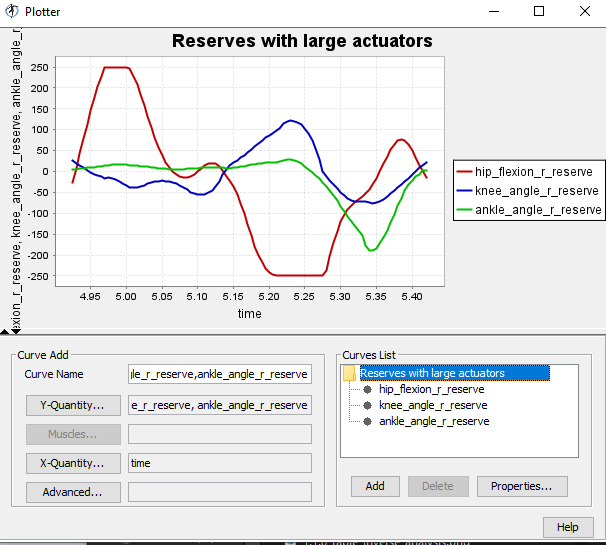 Plotter
Reserves with large actuators
exion_r_reserve, knee_angle_r_reserve, ankle_angle_r
250
200
150
100
50
0
-50
-100
-150
-200
-250
4.95 5.00 5.05 5.10 5.15 5.20 5.25 5.30 5.35 5.40
time
hip_flexion_r_reserve
knee_angle_r_reserve
ankle_angle_r_reserve
Curve Add
Curve Name
le_r_reserve,ankle_angle_r_reserve
Y-Quantity...
e_r_reserve, ankle_angle_r_reserve
Muscles...
X-Quantity...
time
Advanced...
Curves List
Reserves with large actuators
hip_flexion_r_reserve
knee_angle_r_reserve
ankle_angle_r_reserve
Add Delete Properties...
Help